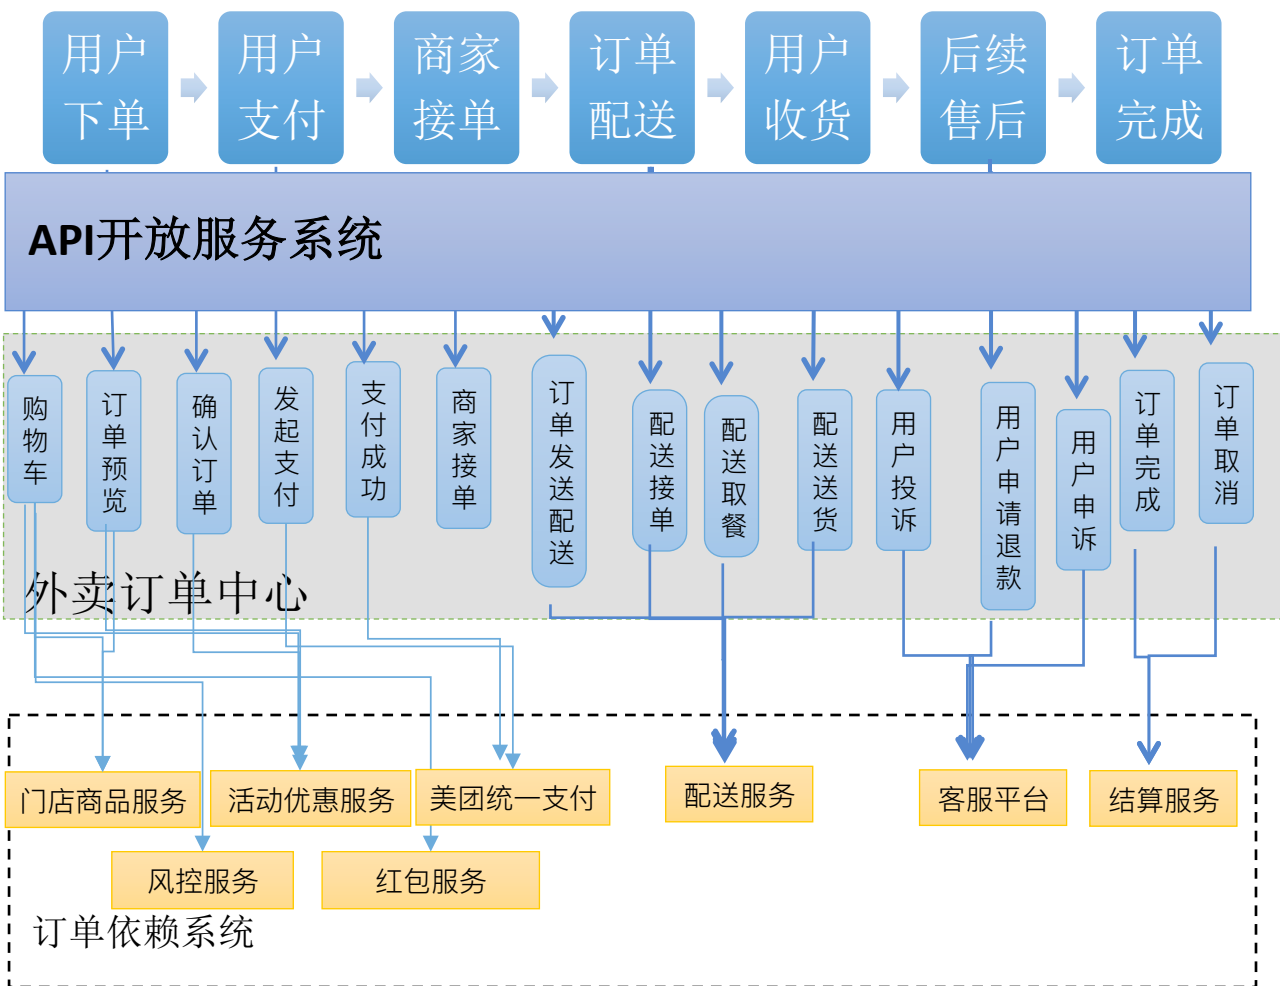 用户
下单
用户
支付
商家
接单
订单
配送
用户
收货
后续
售后
订单
完成
API开放服务系统
购物车
订单预览
确认订单
发起支付
支付成功
商家接单
订单发送配送
配送接单
配送取餐
配送送货
用户投诉
用户申请退款
用户申诉
订单完成
订单取消
外卖订单中心
门店商品服务
活动优惠服务
美团统一支付
配送服务
客服平台
结算服务
风控服务
红包服务
订单依赖系统